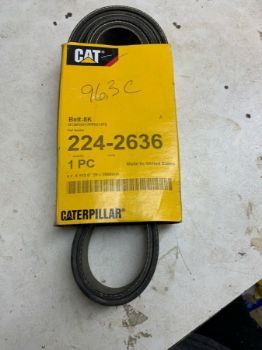 CAT
963C
Belt-8K
224-2636
1 PC
Made in United States
CATERPILLAR